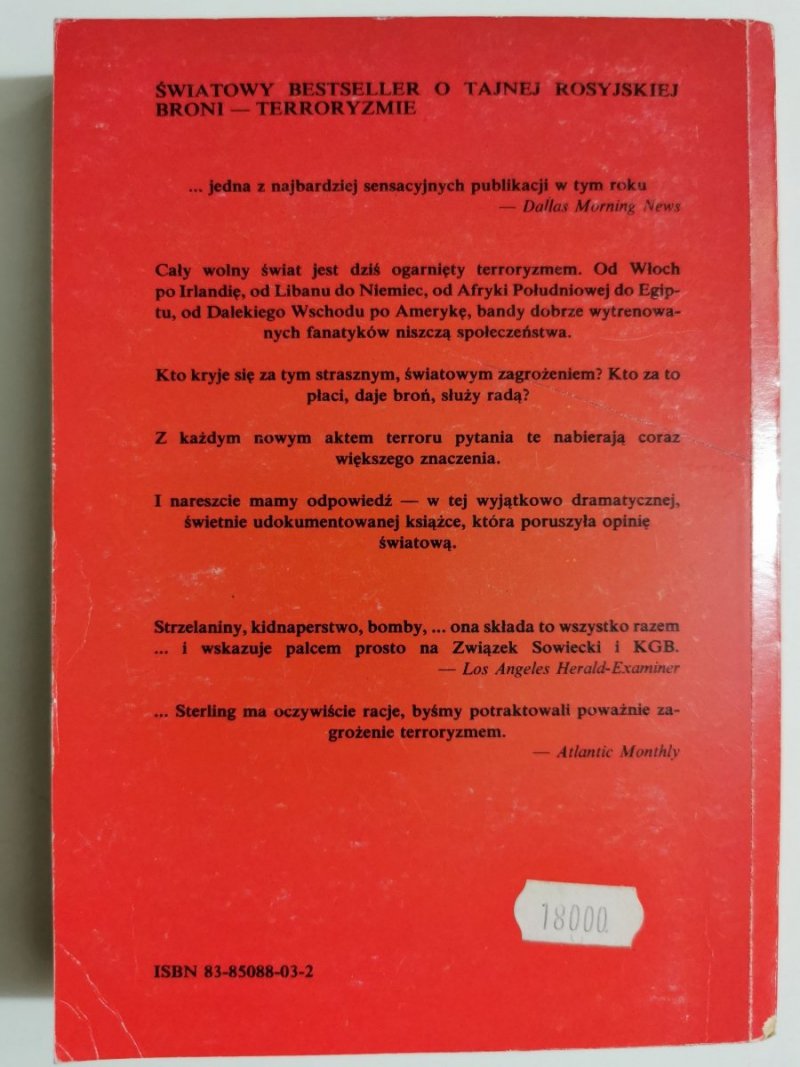 ŚWIATOWY BESTSELLER O TAJNEJ ROSYJSKIEJ
BRONI — TERRORYZMIE
... jedna z najbardziej sensacyjnych publikacji w tym roku
— Dallas Morning News
Cały wolny świat jest dziś ogarnięty terroryzmem. Od Włoch
po Irlandię, od Libanu do Niemiec, od Afryki Południowej do Egip-
tu, od Dalekiego Wschodu po Amerykę, bandy dobrze wytrenowa-
nych fanatyków niszczą społeczeństwa.
Kto kryje się za tym strasznym, światowym zagrożeniem? Kto za to
płaci, daje broń, służy radą?
Z każdym nowym aktem terroru pytania te nabierają coraz
większego znaczenia.
I nareszcie mamy odpowiedź — w tej wyjątkowo dramatycznej,
świetnie udokumentowanej książce, która poruszyła opinię
światową.
Strzelaniny, kidnaperstwo, bomby, ... ona składa to wszystko razem
... i wskazuje palcem prosto na Związek Sowiecki i KGB.
— Los Angeles Herald-Examiner
... Sterling ma oczywiście racje, byśmy potraktowali poważnie za-
grożenie terroryzmem.
— Atlantic Monthly
18000
ISBN 83-85088-03-2